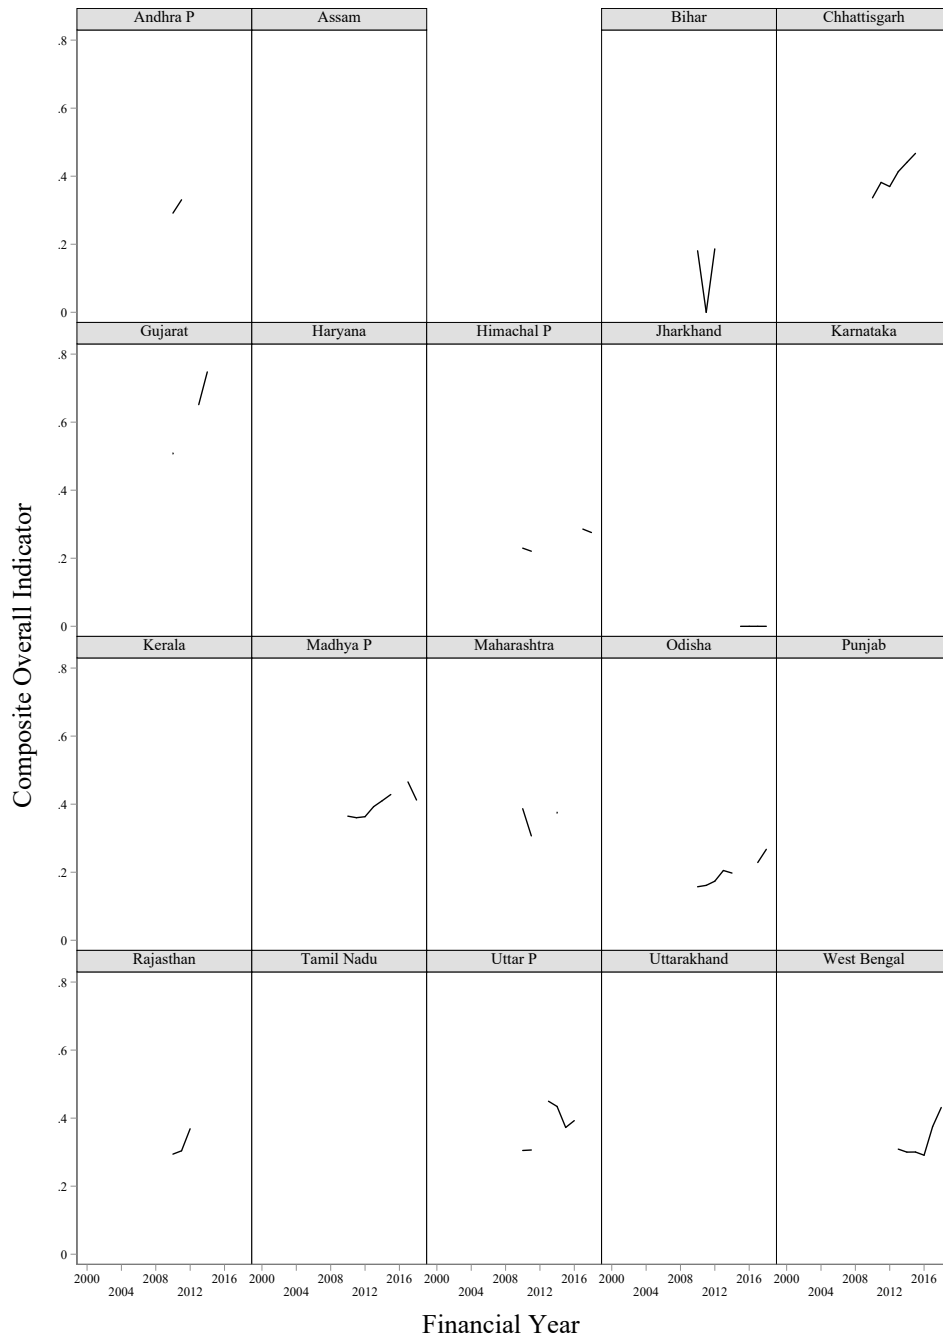 Andhra P Assam Bihar Chhattisgarh
.8
.6
.4
.2
0
Gujarat Haryana Himachal P Jharkhand Karnataka
.8
.6
.4
.2
0
Kerala Madhya P Maharashtra Odisha Punjab
.8
.6
.4
.2
0
Rajasthan Tamil Nadu Uttar P Uttarakhand West Bengal
.8
.6
.4
.2
0
Composite Overall Indicator
2000 2008 2016 2000 2008 2016 2000 2008 2016 2000 2008 2016 2000 2008 2016
2004 2012 2004 2012 2004 2012 2004 2012 2004 2012
Financial Year